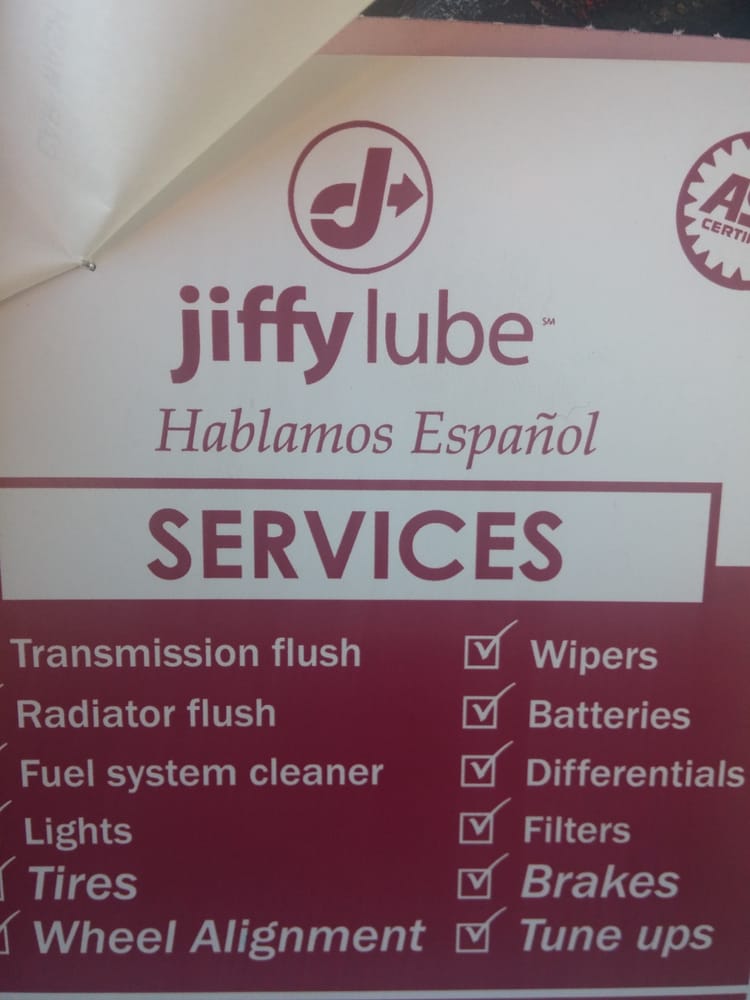 jiffy lube℠
Hablamos Español
SERVICES
Transmission flush
Radiator flush
Fuel system cleaner
Lights
Tires
Wheel Alignment
Wipers
Batteries
Differentials
Filters
Brakes
Tune ups